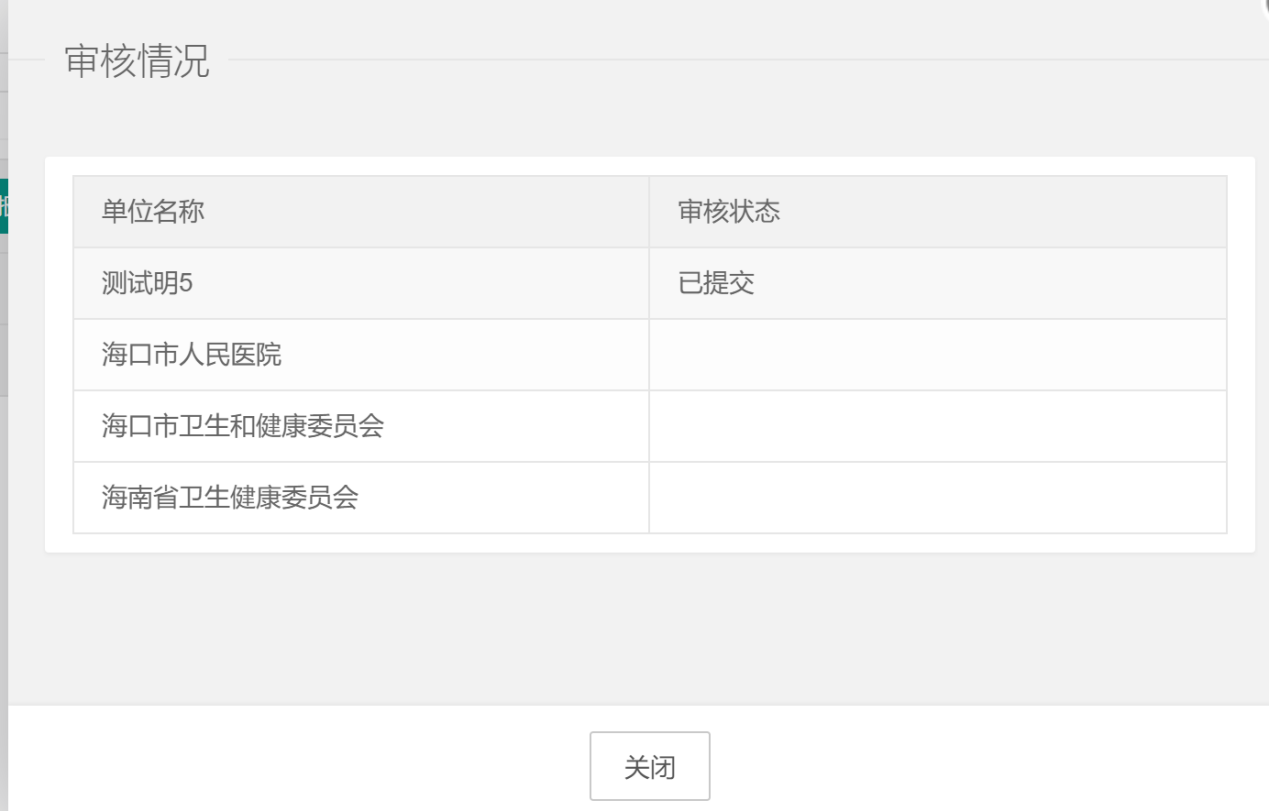 审核情况
单位名称 审核状态
测试明5 已提交
海口市人民医院
海口市卫生和健康委员会
海南省卫生健康委员会
关闭